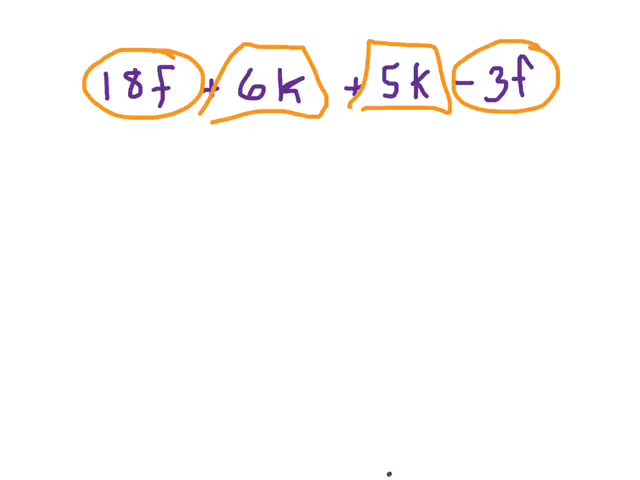 18f + 6k + 5k - 3f